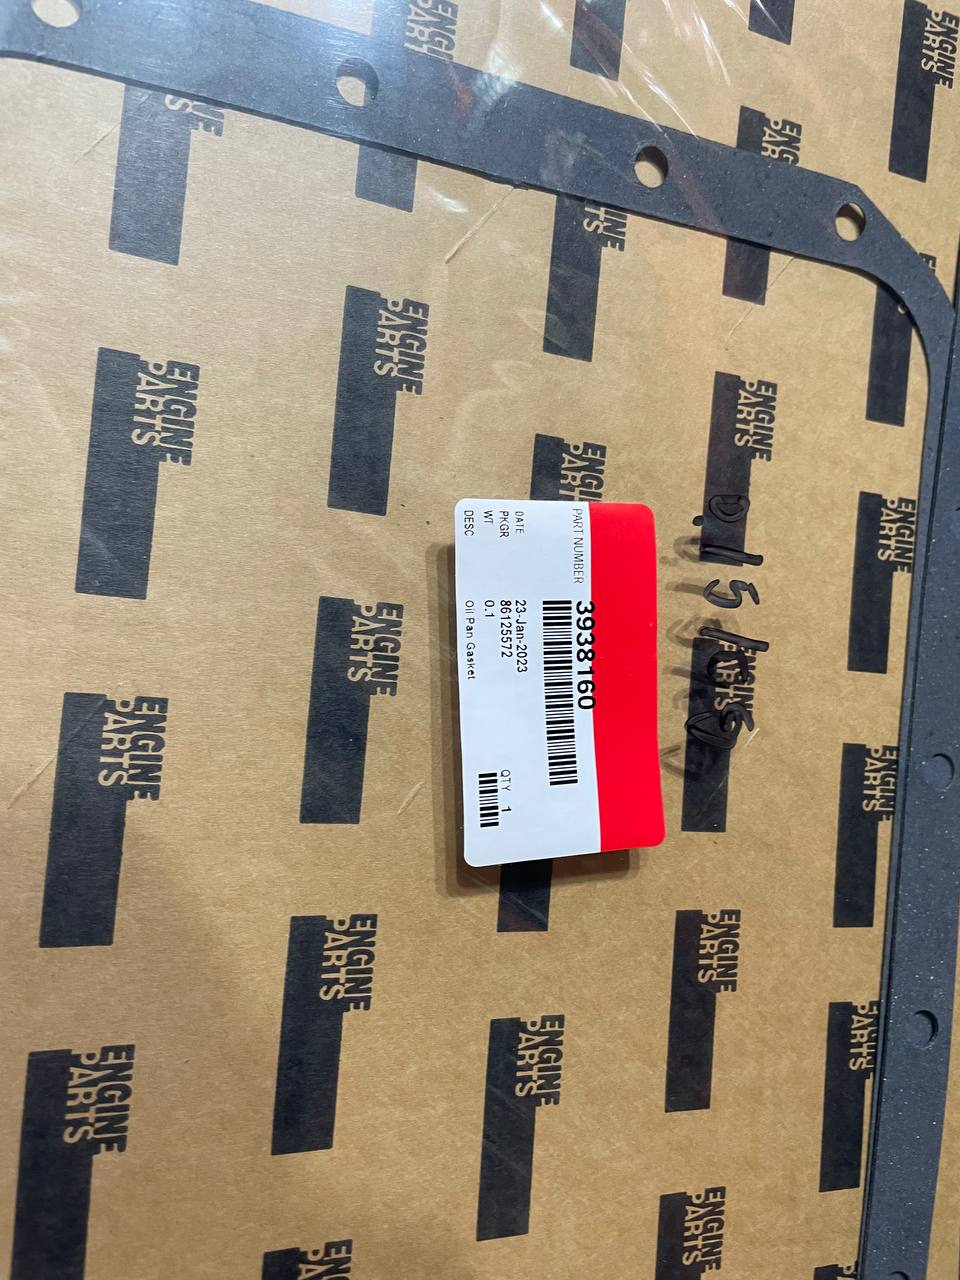 PART NUMBER 3938160
DATE 23-Jan-2023
PKGR 86125572
QTY 1
WT 0.1
DESC Oil Pan Gasket
ENGINE
PARTS